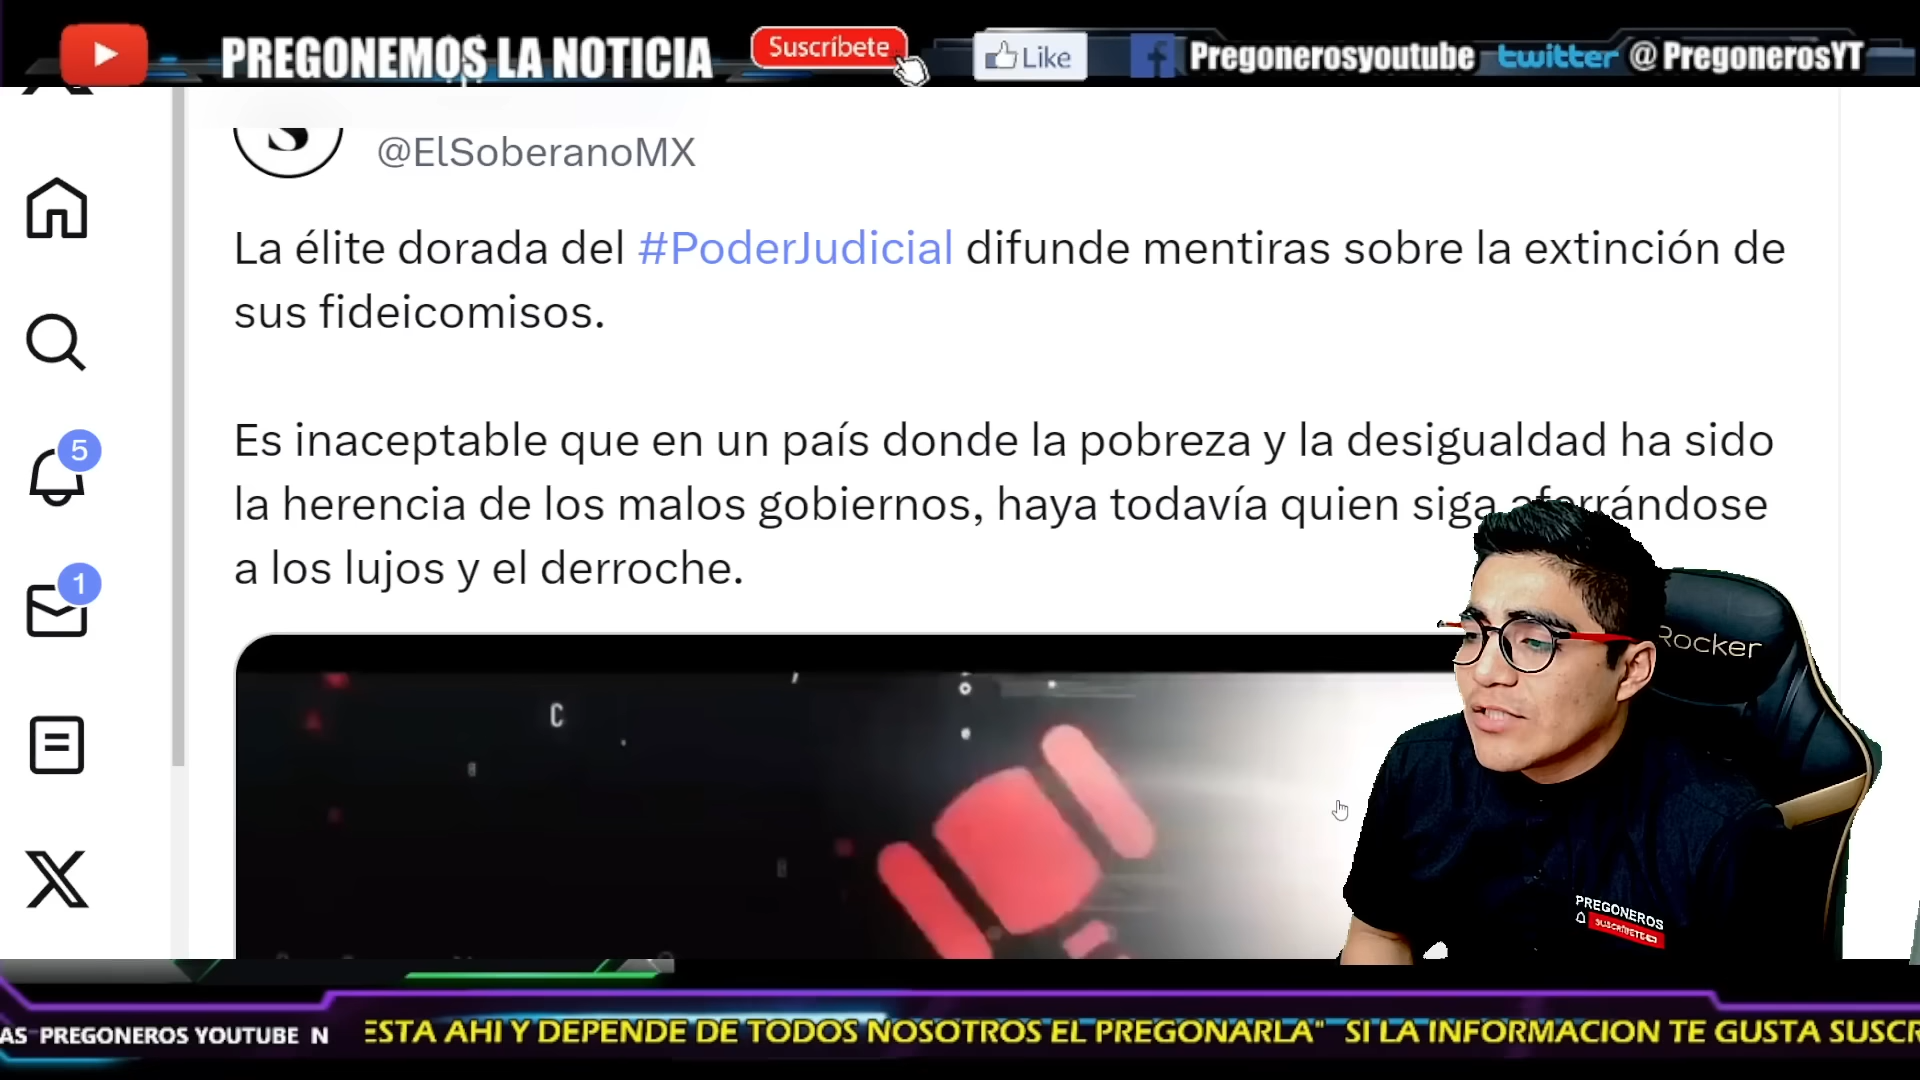 PREGONEMOS LA NOTICIA
Suscríbete
Like
Pregonerosyoutube
twitter @PregonerosYT
@ElSoberanoMX
La élite dorada del #PoderJudicial difunde mentiras sobre la extinción de
sus fideicomisos.
Es inaceptable que en un país donde la pobreza y la desigualdad ha sido
la herencia de los malos gobiernos, haya todavía quien siga aferrándose
a los lujos y el derroche.
5
1
C
Rocker
PREGONEROS
SUSCRÍBETE
AS PREGONEROS YOUTUBE N
ESTA AHI Y DEPENDE DE TODOS NOSOTROS EL PREGONARLA" SI LA INFORMACION TE GUSTA SUSCR